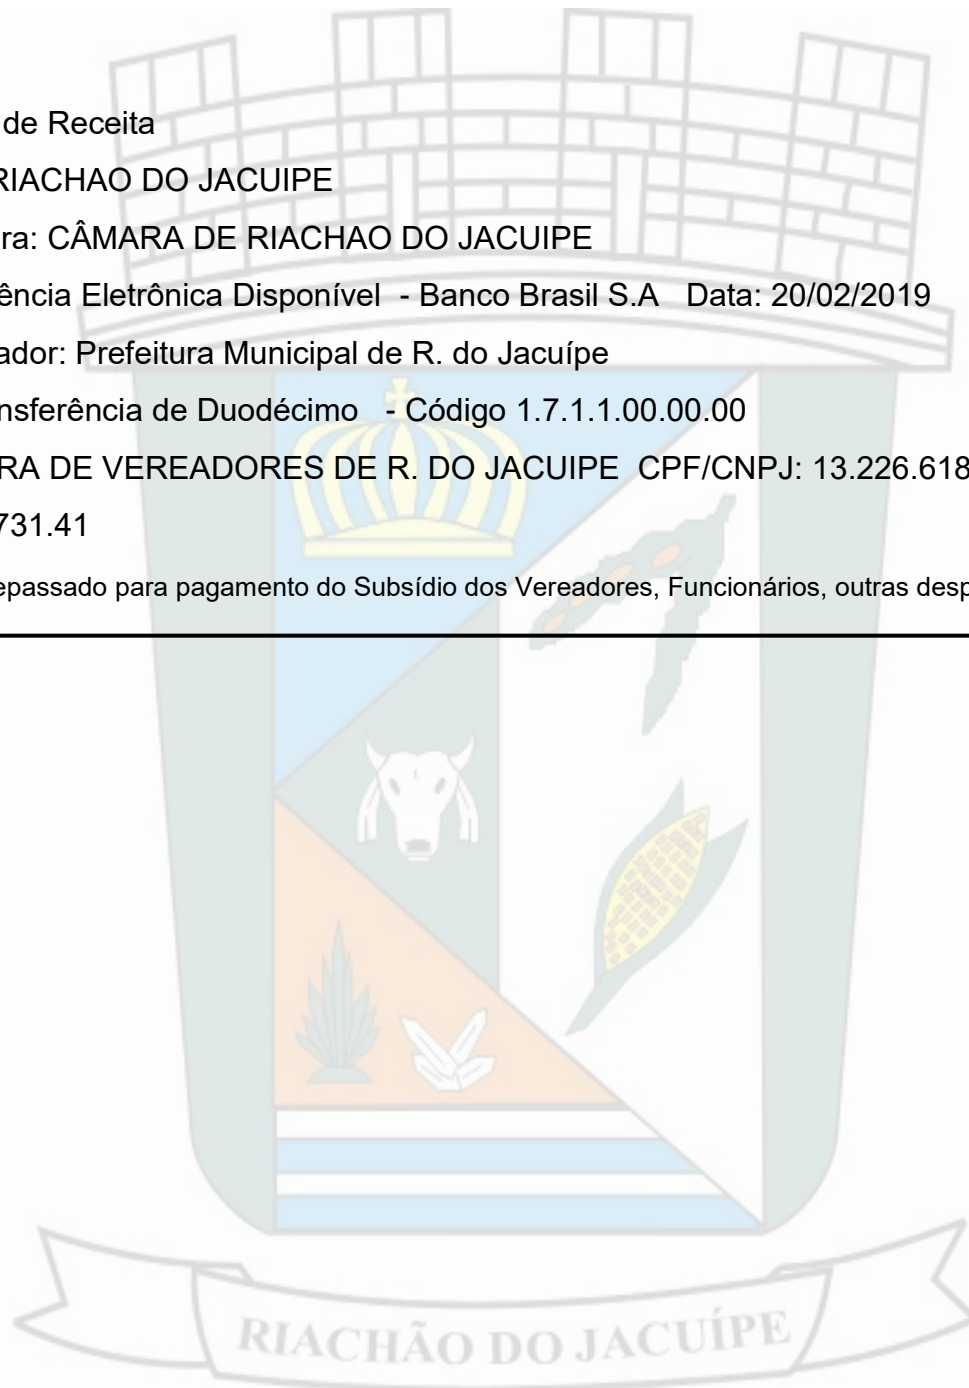 de Receita
RIACHAO DO JACUIPE
ra: CÂMARA DE RIACHAO DO JACUIPE
ência Eletrônica Disponível - Banco Brasil S.A Data: 20/02/2019
ador: Prefeitura Municipal de R. do Jacuípe
nsferência de Duodécimo - Código 1.7.1.1.00.00.00
RA DE VEREADORES DE R. DO JACUIPE CPF/CNPJ: 13.226.618
731.41
epassado para pagamento do Subsídio dos Vereadores, Funcionários, outras desp
RIACHÃO DO JACUÍPE